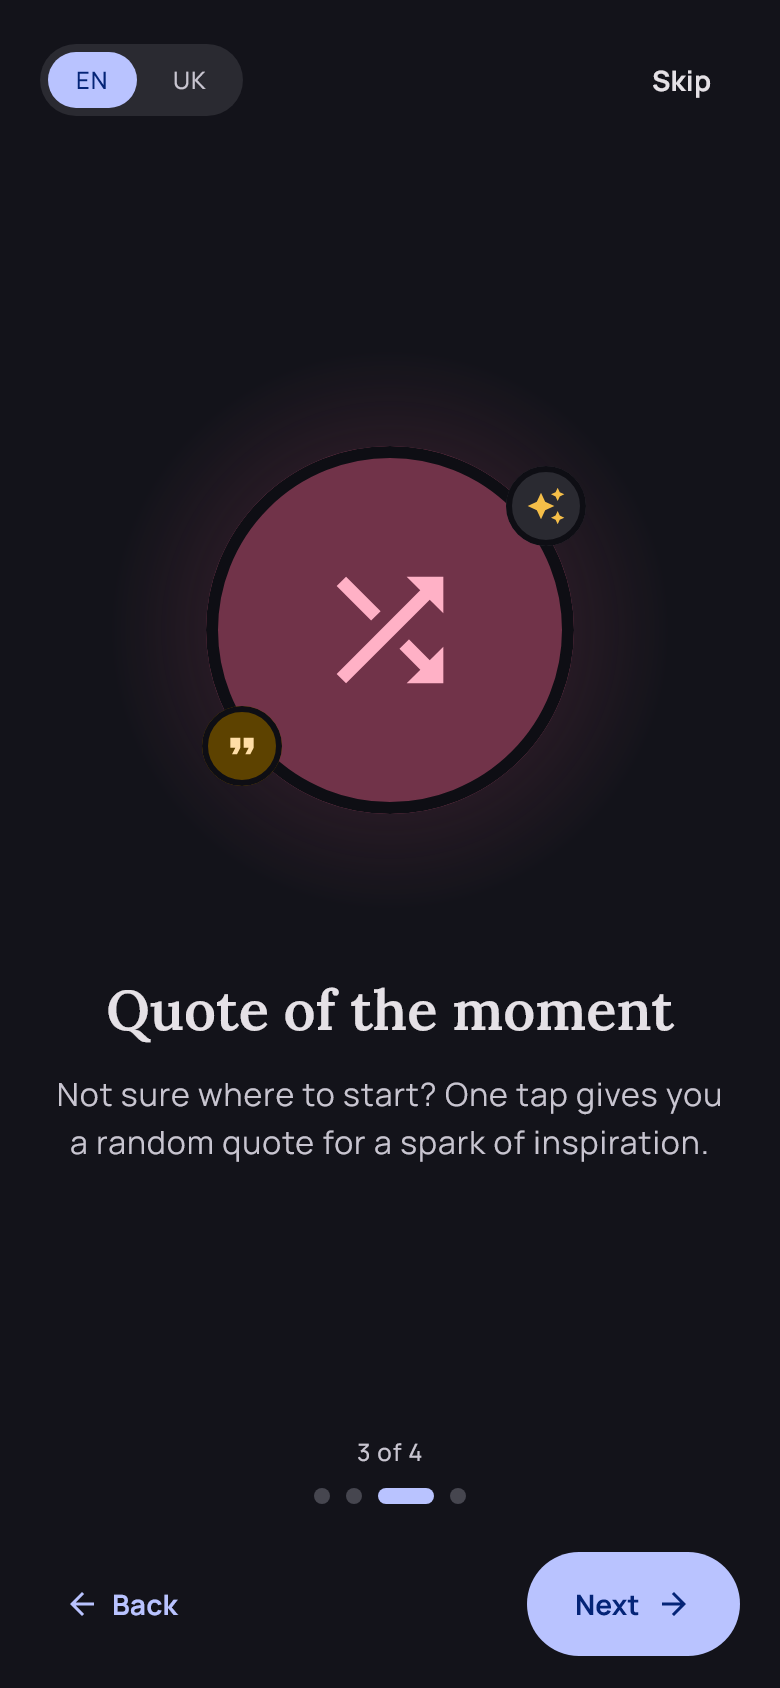 EN UK Skip
Quote of the moment
Not sure where to start? One tap gives you
a random quote for a spark of inspiration.
3 of 4
Back Next